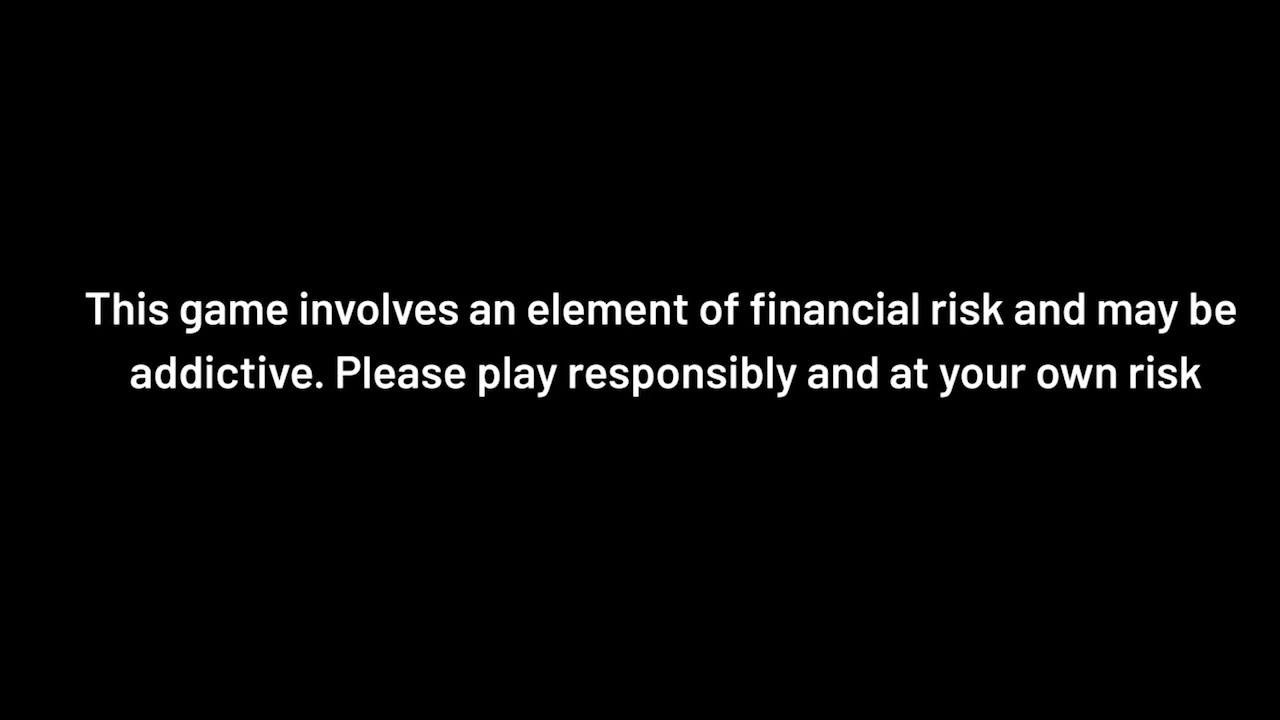 This game involves an element of financial risk and may be
addictive. Please play responsibly and at your own risk